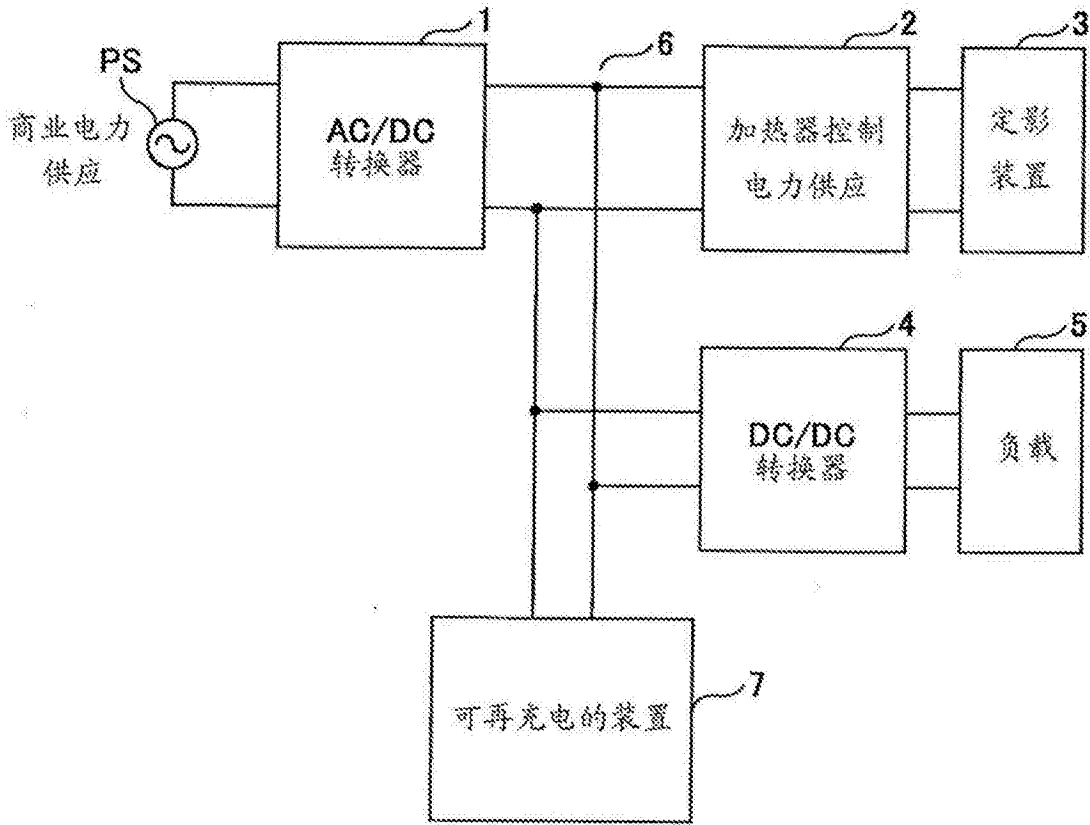 1
6
2
3
PS
商业电力
供应
AC/DC
转换器
加热器控制
电力供应
定影
装置
4
5
DC/DC
转换器
负载
可再充电的装置
7